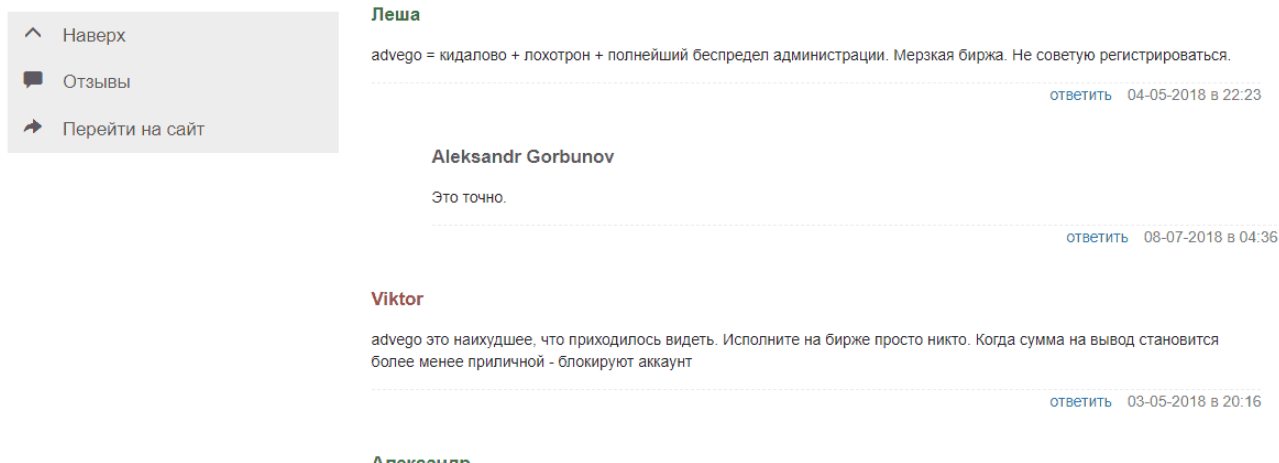 Наверх
Отзывы
Перейти на сайт
Леша
advego = кидалово + лохотрон + полнейший беспредел администрации. Мерзкая биржа. Не советую регистрироваться.
ответить 04-05-2018 в 22:23
Aleksandr Gorbunov
Это точно.
ответить 08-07-2018 в 04:36
Viktor
advego это наихудшее, что приходилось видеть. Исполните на бирже просто никто. Когда сумма на вывод становится
более менее приличной - блокируют аккаунт
ответить 03-05-2018 в 20:16
Александр